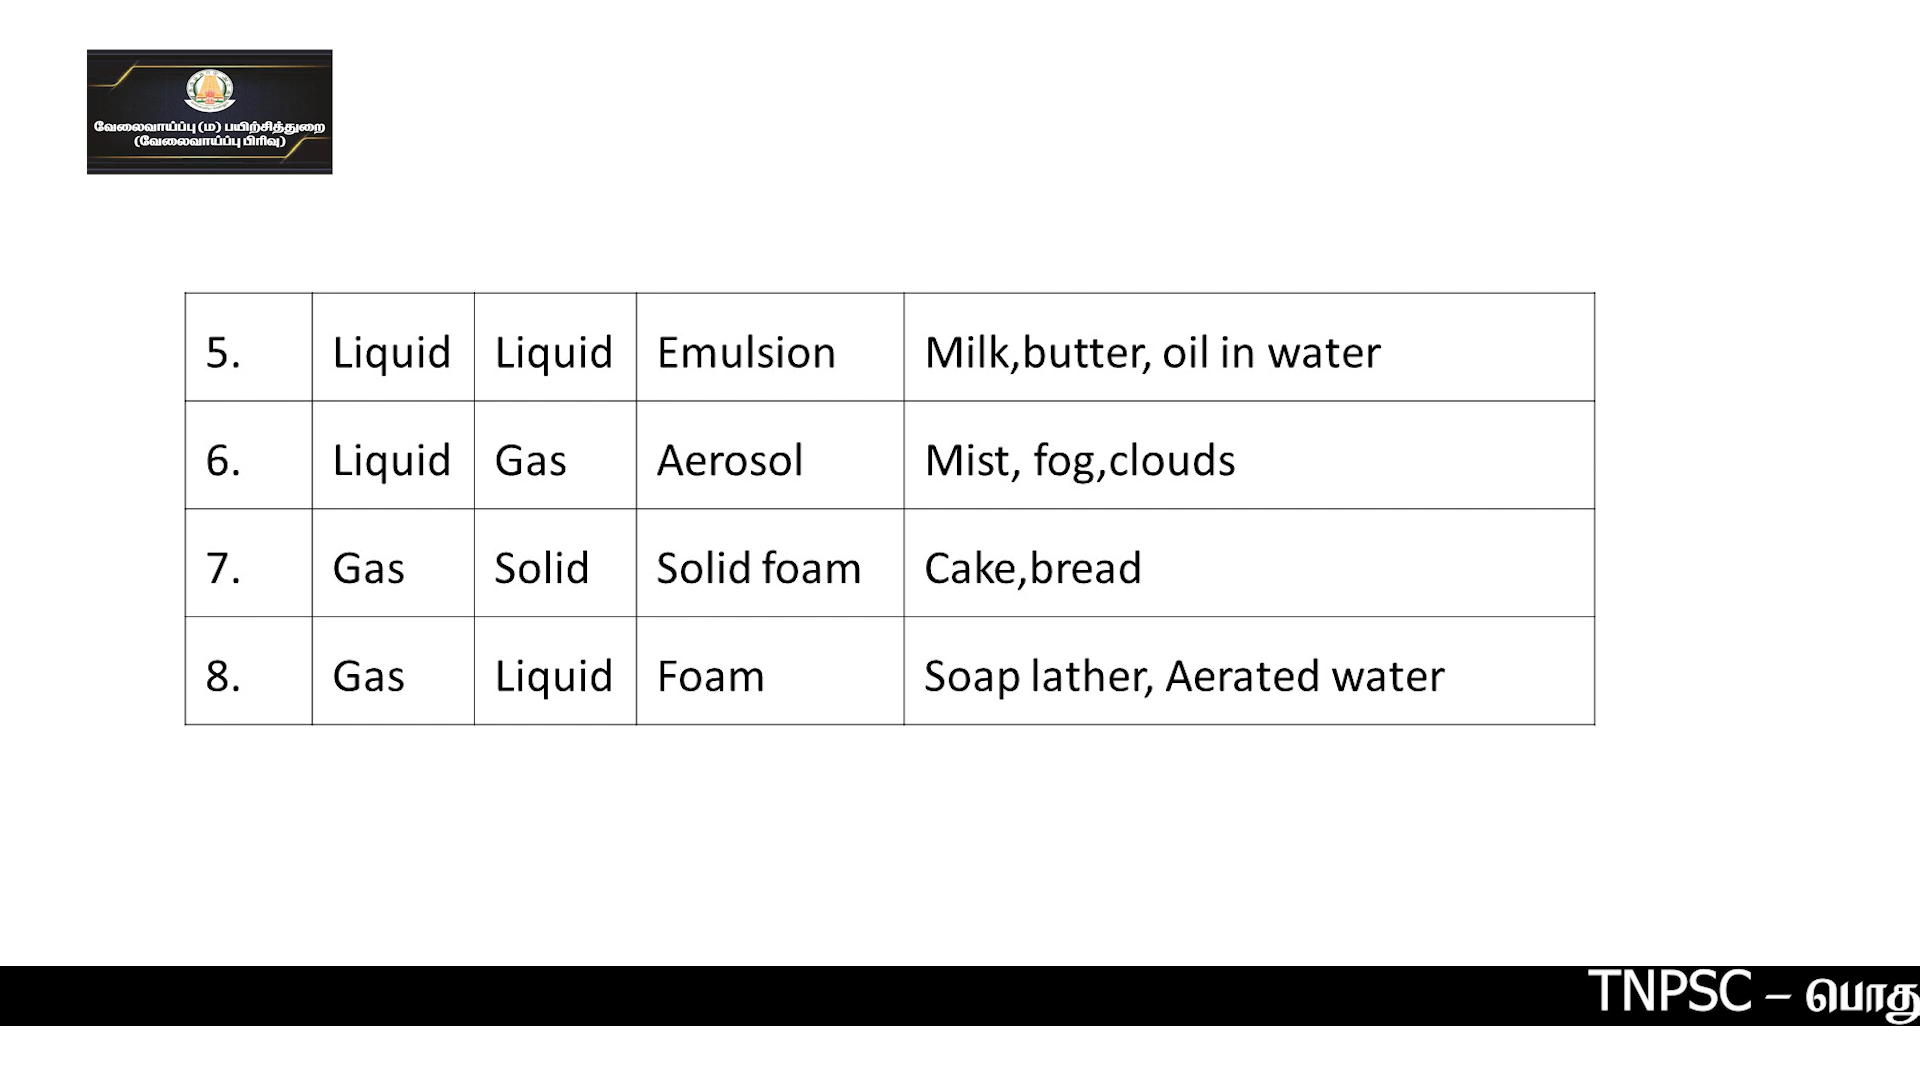 வேலைவாய்ப்பு (ம) பயிற்சித்துறை
(வேலைவாய்ப்பு பிரிவு)
5. Liquid Liquid Emulsion Milk,butter, oil in water
6. Liquid Gas Aerosol Mist, fog,clouds
7. Gas Solid Solid foam Cake,bread
8. Gas Liquid Foam Soap lather, Aerated water
TNPSC – பொது